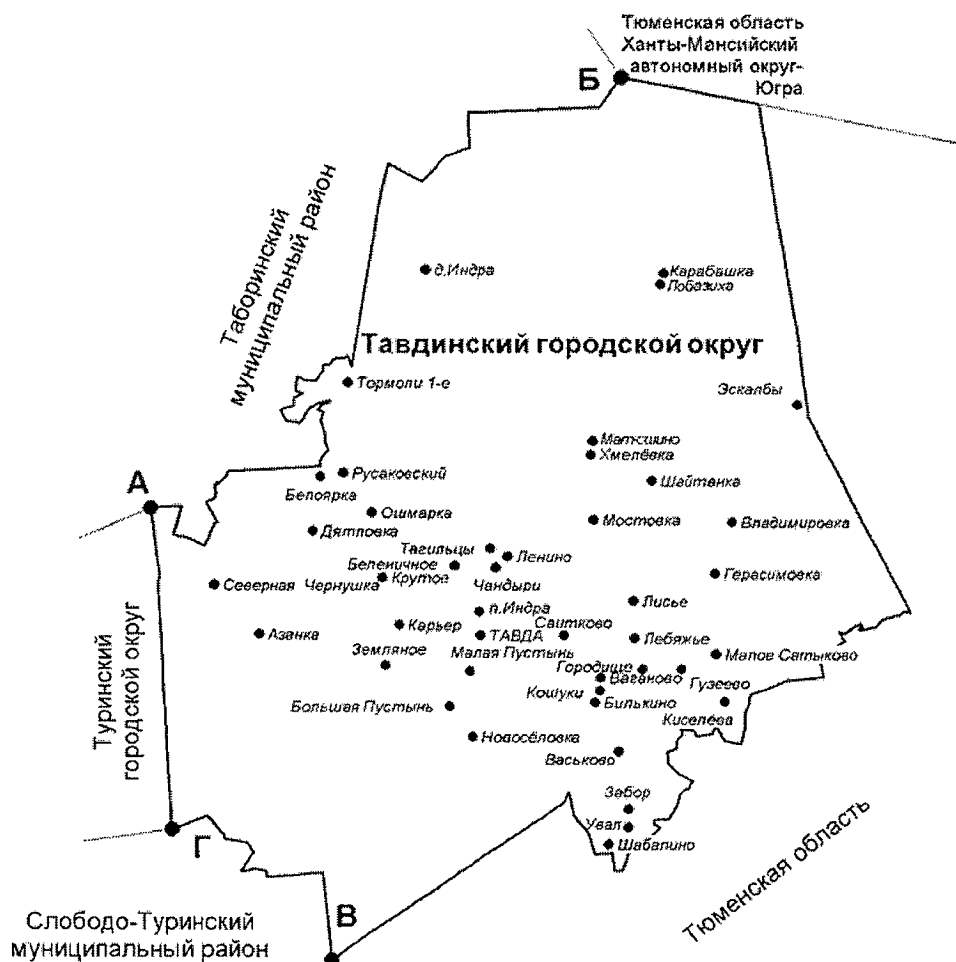 Тюменская область
Ханты-Мансийский
автономный округ-
Югра
Б
Таборинский
муниципальный район
д.Индра
Карабашка
Лобазиха
Тавдинский городской округ
Тормоли 1-е
Эскалбы
Матюшино
Хмелёвка
Русаковский
Шайтанка
Белоярка
А
Ошмарка
Мостовка
Владимировка
Дятловка
Тагильцы
Ленино
Беленичное
Чандыри
Герасимовка
Северная
Чернушка
Крутое
Лисье
п.Индра
Карьер
Саитково
Азанка
ТАВДА
Лебяжье
Земляное
Малая Пустынь
Малое Сатыково
Городище
Ваганово
Гузеево
Кошуки
Билькино
Киселёва
Большая Пустынь
Туринский
городской округ
Новосёловка
Васьково
Забор
Увал
Шабалино
Г
Тюменская область
В
Слободо-Туринский
муниципальный район